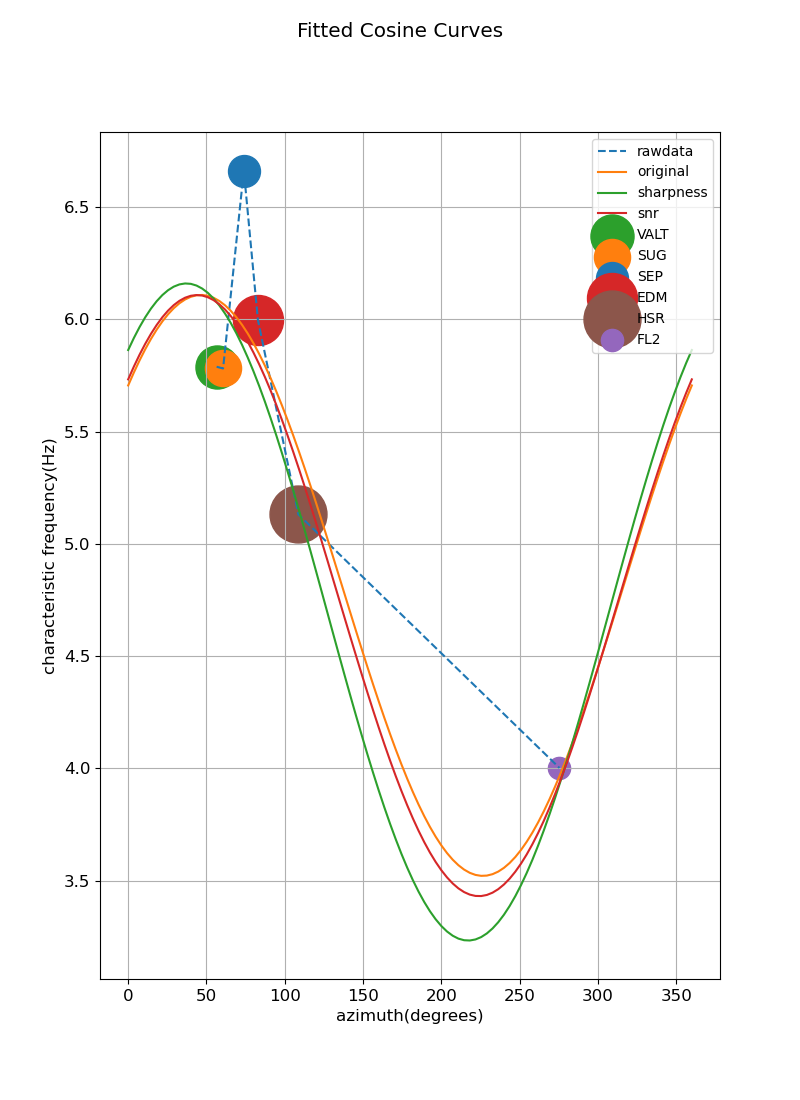 Fitted Cosine Curves
rawdata
original
sharpness
snr
VALT
SUG
SEP
EDM
HSR
FL2
characteristic frequency(Hz)
6.5
6.0
5.5
5.0
4.5
4.0
3.5
0 50 100 150 200 250 300 350
azimuth(degrees)